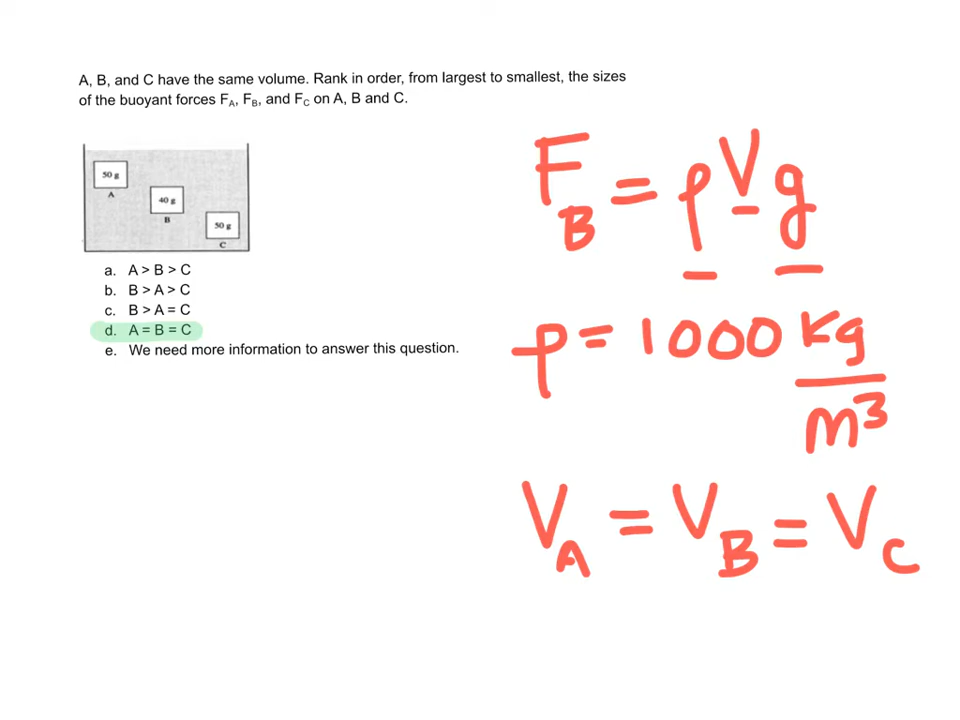 A, B, and C have the same volume. Rank in order, from largest to smallest, the sizes
of the buoyant forces FA, FB, and FC on A, B and C.
50 g
A
40 g
B
50 g
C
a. A > B > C
b. B > A > C
c. B > A = C
d. A = B = C
e. We need more information to answer this question.
FB = ρVg
ρ = 1000 kg/m³
VA = VB = VC